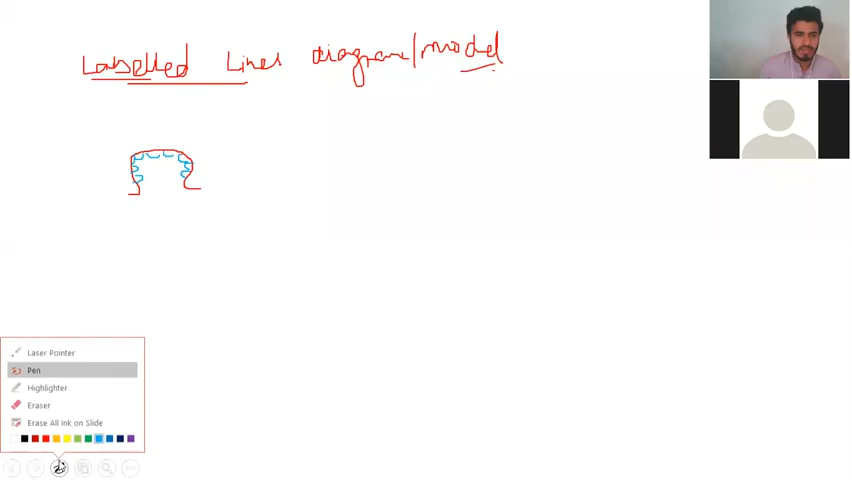 Labelled Lines diagram/model
Laser Pointer
Pen
Highlighter
Eraser
Erase All Ink on Slide